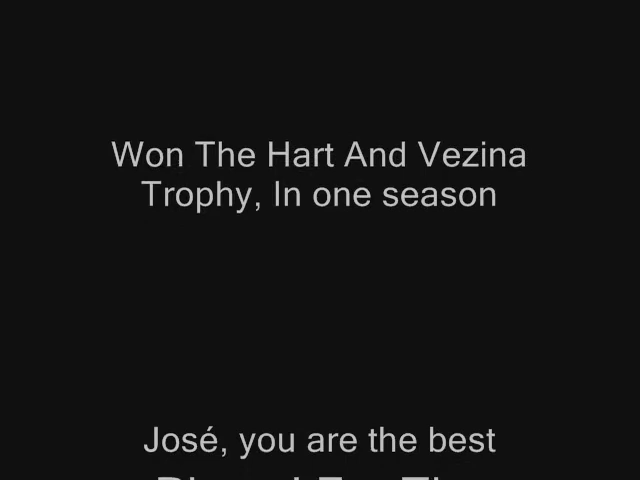 Won The Hart And Vezina
Trophy, In one season
José, you are the best